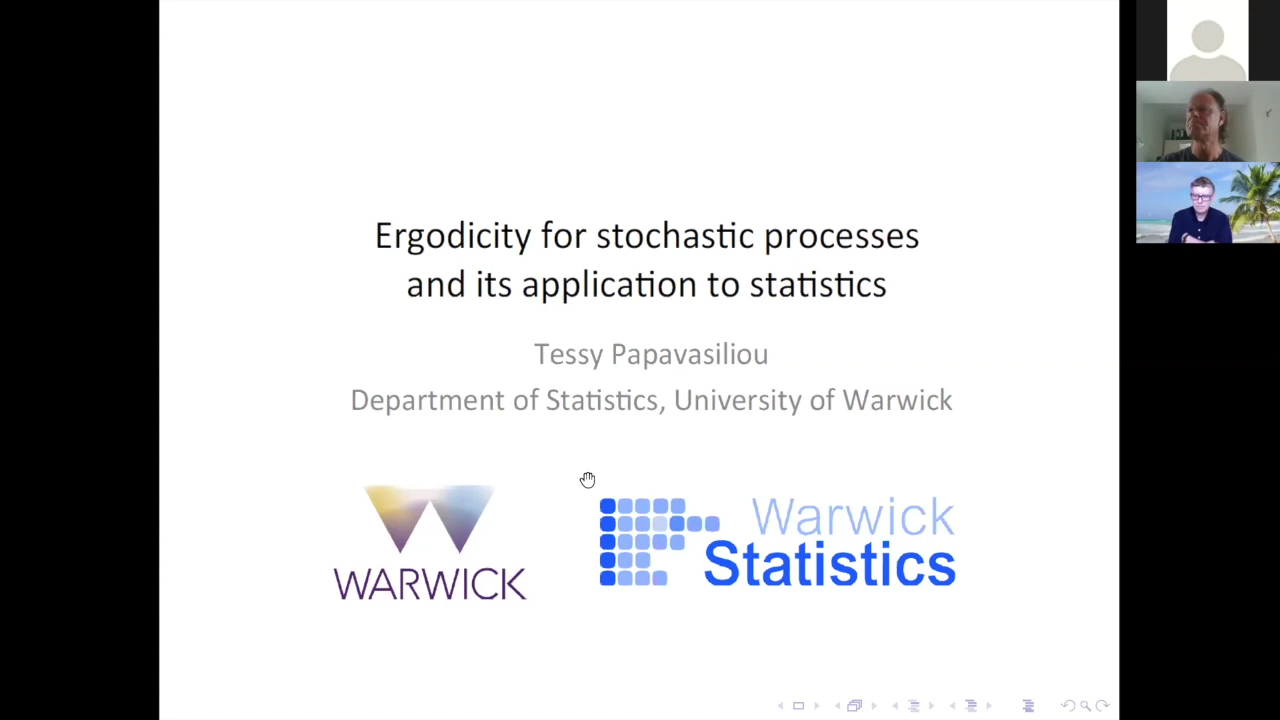 Ergodicity for stochastic processes
and its application to statistics
Tessy Papavasiliou
Department of Statistics, University of Warwick
WARWICK
Warwick
Statistics